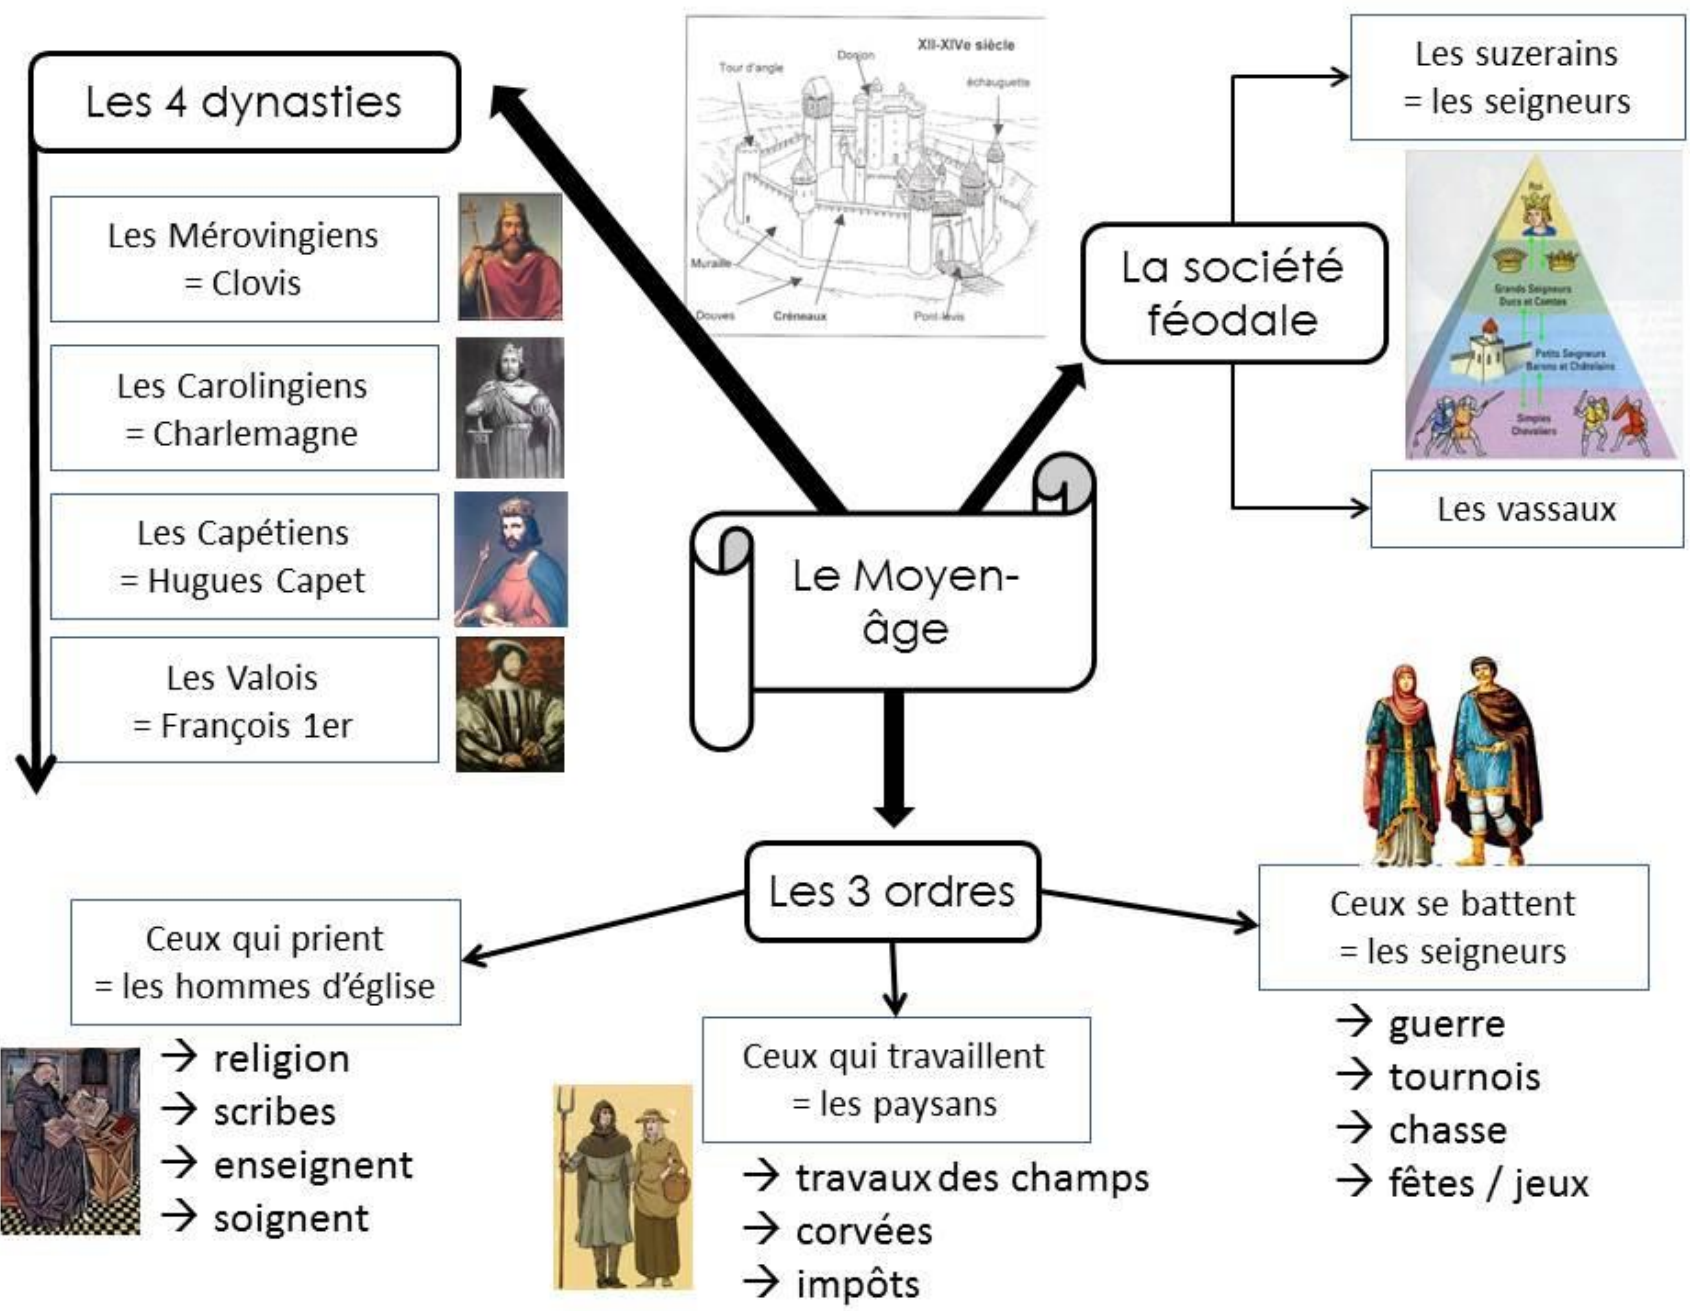 Les 4 dynasties
Les Mérovingiens
= Clovis
Les Carolingiens
= Charlemagne
Les Capétiens
= Hugues Capet
Les Valois
= François 1er
XII-XIVe siècle
Donjon
Tour d'angle
échauguette
Muraille
Douves
Créneaux
Pont-levis
Les suzerains
= les seigneurs
La société
féodale
Roi
Grands Seigneurs
Ducs et Comtes
Petits Seigneurs
Barons et Châtelains
Simples
Chevaliers
Les vassaux
Le Moyen-
âge
Les 3 ordres
Ceux qui prient
= les hommes d'église
→ religion
→ scribes
→ enseignent
→ soignent
Ceux qui travaillent
= les paysans
→ travaux des champs
→ corvées
→ impôts
Ceux se battent
= les seigneurs
→ guerre
→ tournois
→ chasse
→ fêtes / jeux